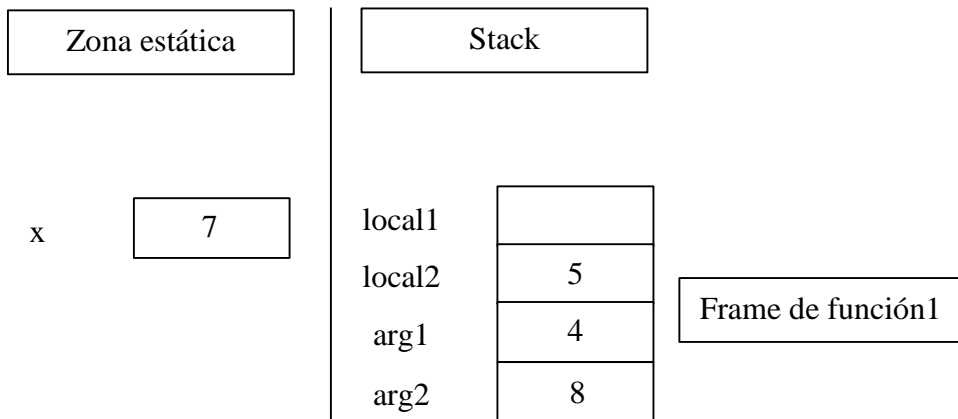 Zona estática
Stack
x 7
local1
local2 5
arg1 4
arg2 8
Frame de función1